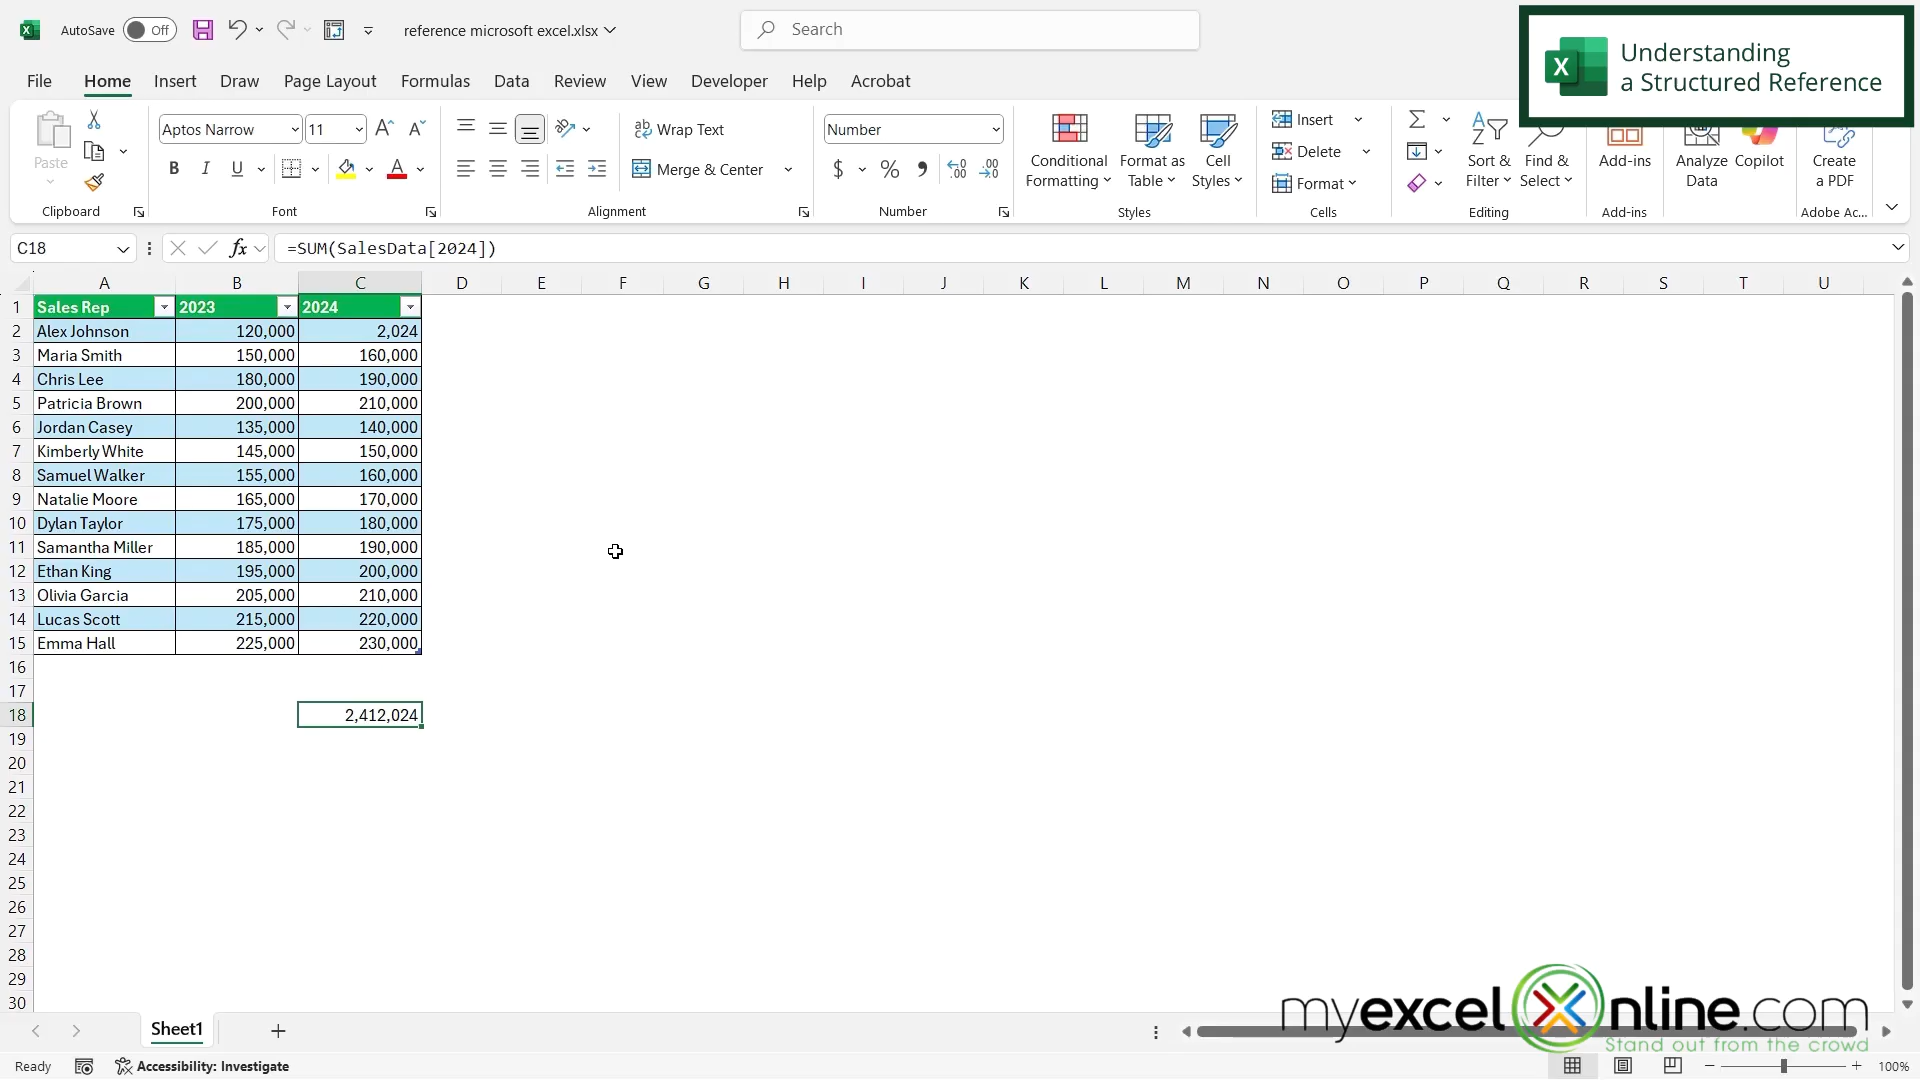 AutoSave Off reference microsoft excel.xlsx Search
Understanding
a Structured Reference
File Home Insert Draw Page Layout Formulas Data Review View Developer Help Acrobat
Paste
Clipboard
Aptos Narrow 11
B I U
Font
Wrap Text
Merge & Center
Alignment
Number
$ % 
Number
Conditional
Formatting
Format as
Table
Cell
Styles
Styles
Insert
Delete
Format
Cells
Sort &
Filter
Find &
Select
Editing
Add-ins
Add-ins
Analyze
Data
Copilot
Create
a PDF
Adobe Ac...
C18 fx =SUM(SalesData[2024])
A B C D E F G H I J K L M N O P Q R S T U
1 Sales Rep 2023 2024
2 Alex Johnson 120,000 2,024
3 Maria Smith 150,000 160,000
4 Chris Lee 180,000 190,000
5 Patricia Brown 200,000 210,000
6 Jordan Casey 135,000 140,000
7 Kimberly White 145,000 150,000
8 Samuel Walker 155,000 160,000
9 Natalie Moore 165,000 170,000
10 Dylan Taylor 175,000 180,000
11 Samantha Miller 185,000 190,000
12 Ethan King 195,000 200,000
13 Olivia Garcia 205,000 210,000
14 Lucas Scott 215,000 220,000
15 Emma Hall 225,000 230,000
16
17
18 2,412,024
19
20
21
22
23
24
25
26
27
28
29
30
myexcelonline.com
Stand out from the crowd
Sheet1
Ready Accessibility: Investigate 100%